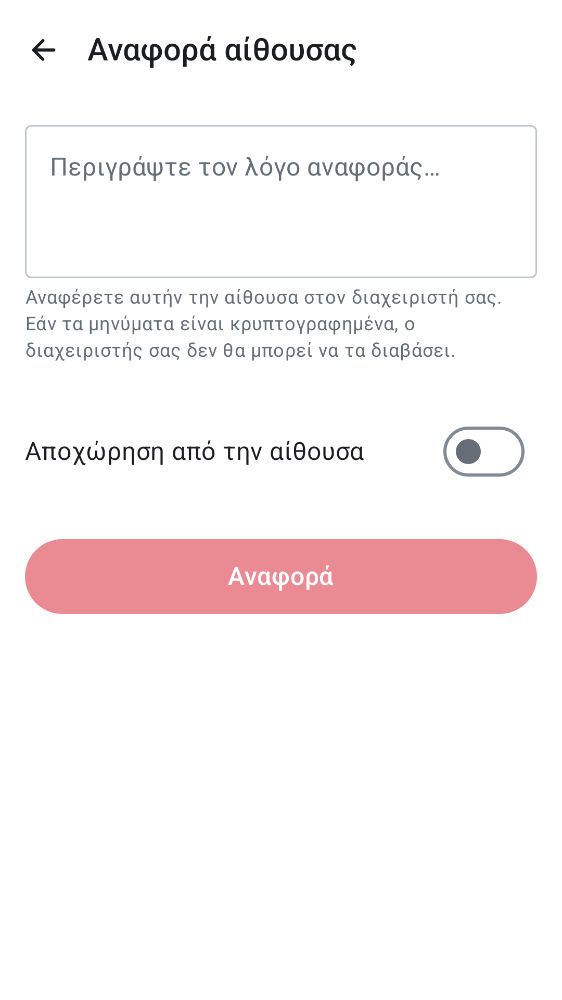 Αναφορά αίθουσας
Περιγράψτε τον λόγο αναφοράς…
Αναφέρετε αυτήν την αίθουσα στον διαχειριστή σας.
Εάν τα μηνύματα είναι κρυπτογραφημένα, ο
διαχειριστής σας δεν θα μπορεί να τα διαβάσει.
Αποχώρηση από την αίθουσα
Αναφορά